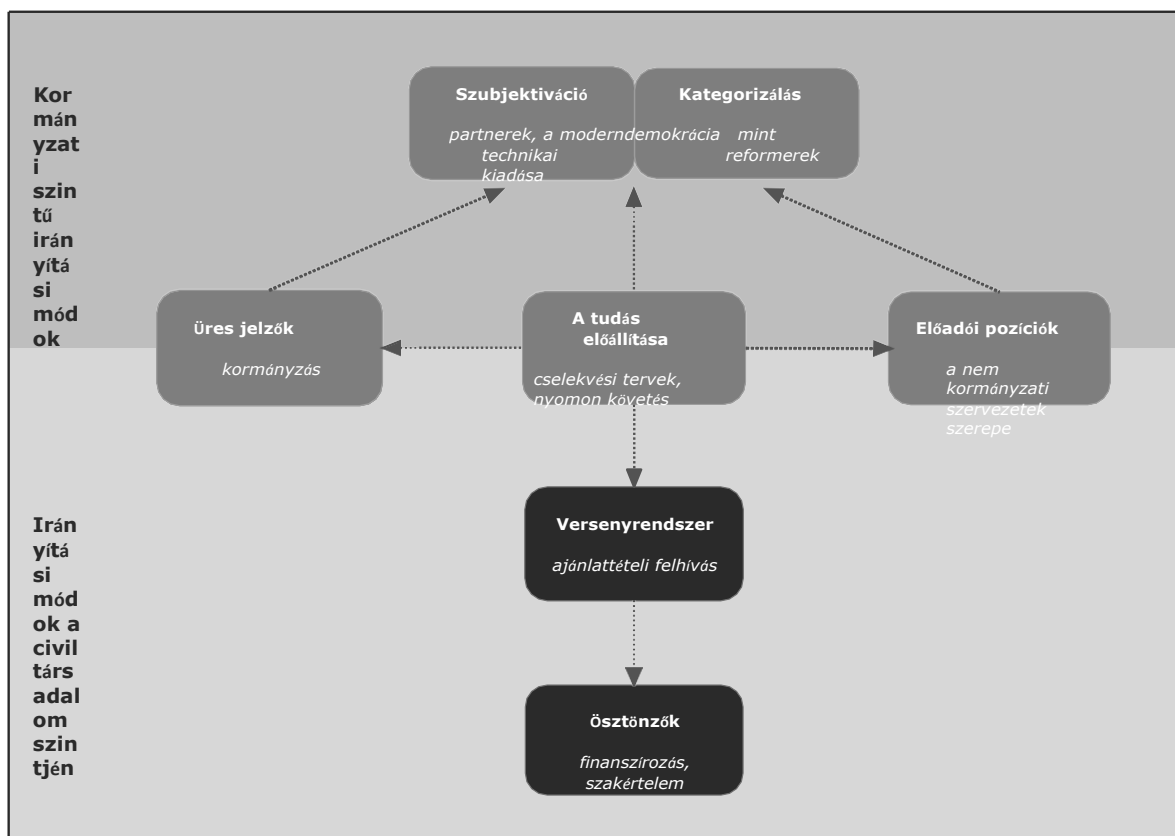 Kor
mán
yzat
i
szin
tű
irán
yítá
si
mód
ok
Szubjektiváció
partnerek, a moderndemokrácia
technikai
kiadása
Kategorizálás
mint
reformerek
Üres jelzők
kormányzás
A tudás
előállítása
cselekvési tervek,
nyomon követés
Előadói pozíciók
a nem
kormányzati
szervezetek
szerepe
Irán
yítá
si
mód
ok a
civil
társ
adal
om
szin
tjén
Versenyrendszer
ajánlattételi felhívás
Ösztönzők
finanszírozás,
szakértelem